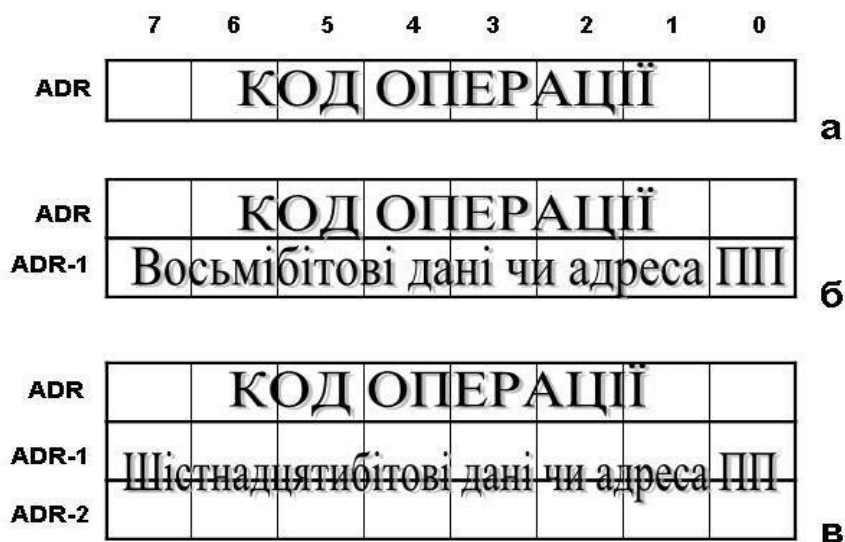 7 6 5 4 3 2 1 0
ADR КОД ОПЕРАЦІЇ
а
ADR КОД ОПЕРАЦІЇ
ADR-1 Восьмібітові дані чи адреса ПП
б
ADR КОД ОПЕРАЦІЇ
ADR-1 Шістнадцятибітові дані чи адреса ПП
ADR-2
в